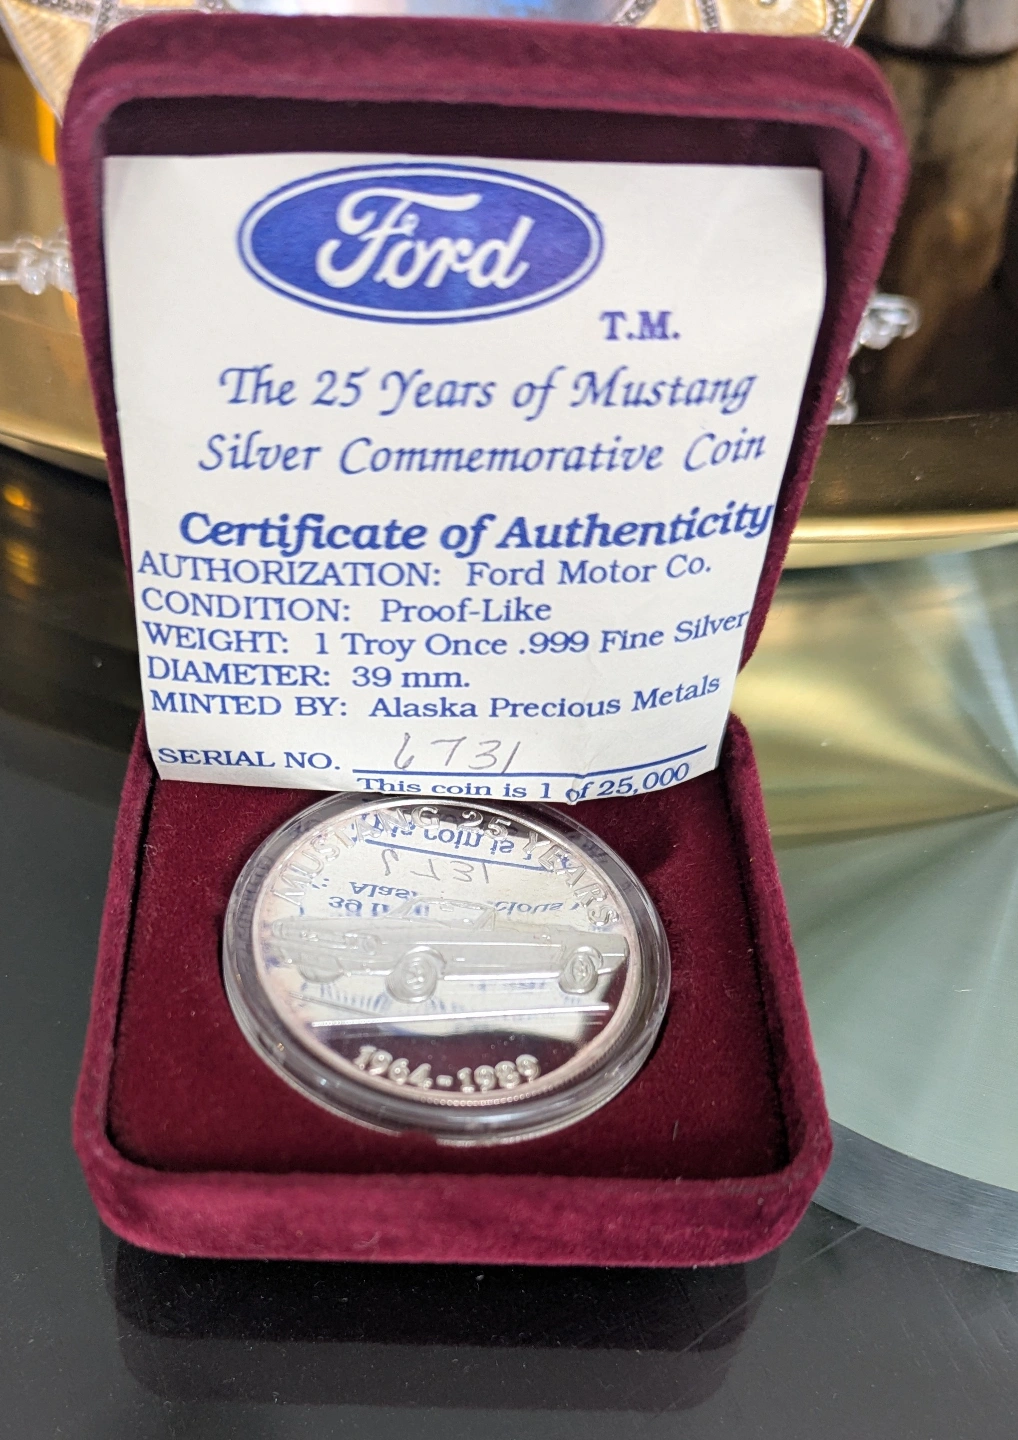 Ford
T.M.
The 25 Years of Mustang
Silver Commemorative Coin
Certificate of Authenticity
AUTHORIZATION: Ford Motor Co.
CONDITION: Proof-Like
WEIGHT: 1 Troy Once .999 Fine Silver
DIAMETER: 39 mm.
MINTED BY: Alaska Precious Metals
SERIAL NO. 6731
This coin is 1 of 25,000
MUSTANG 25 YEARS
1964-1989